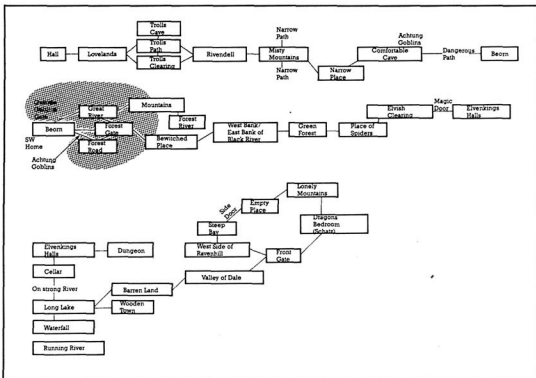 Trolls
Cave
Narrow
Path
Achtung
Goblins
Hall
Lovelands
Trolls
Path
Rivendell
Misty
Mountains
Comfortable
Cave
Dangerous
Path
Beorn
Trolls
Clearing
Narrow
Path
Narrow
Place
Great
River
Mountains
Elvish
Clearing
Magic
Door
Elvenkings
Halls
Gate
Beorn
Forest
Gate
Forest
River
West Bank/
East Bank of
Black River
Green
Forest
Place of
Spiders
SW
Home
Forest
Road
Bewitched
Place
Achtung
Goblins
Lonely
Mountains
Side
Door
Empty
Place
Steep
Bay
Dragons
Bedroom
(Schatz)
Elvenkings
Halls
Dungeon
West Side of
Ravenhill
Front
Gate
Cellar
Valley of Dale
On strong River
Barren Land
Long Lake
Wooden
Town
Waterfall
Running River